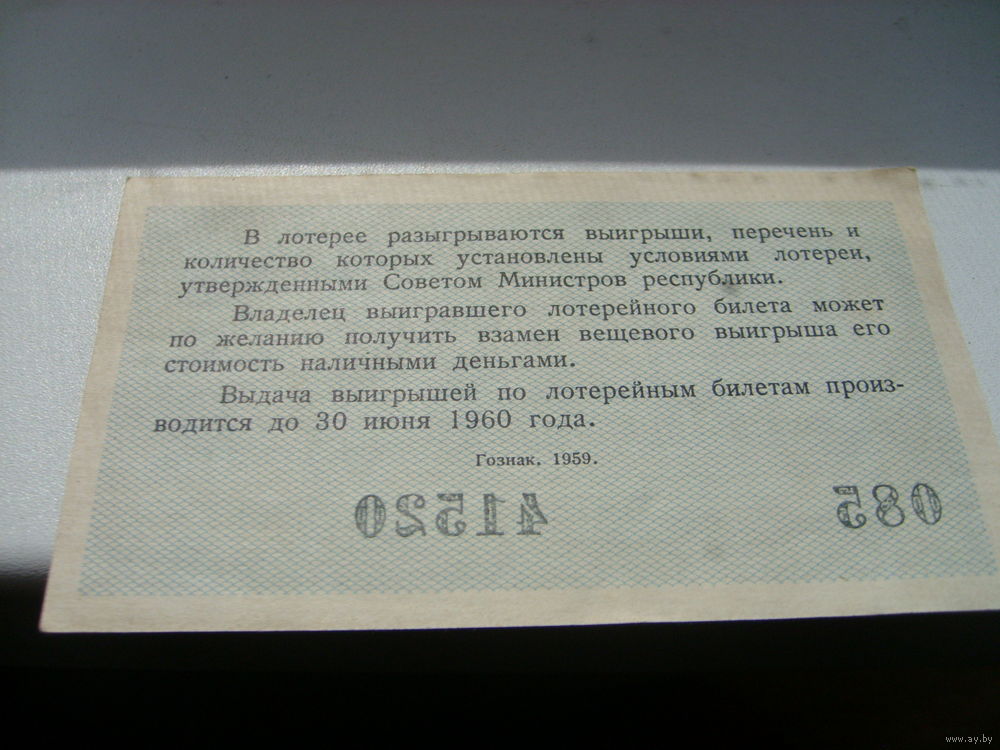 В лотерее разыгрываются выигрыши, перечень и
количество которых установлены условиями лотереи,
утвержденными Советом Министров республики.
Владелец выигравшего лотерейного билета может
по желанию получить взамен вещевого выигрыша его
стоимость наличными деньгами.
Выдача выигрышей по лотерейным билетам произ-
водится до 30 июня 1960 года.
Гознак. 1959.
41520 085
www.ay.by